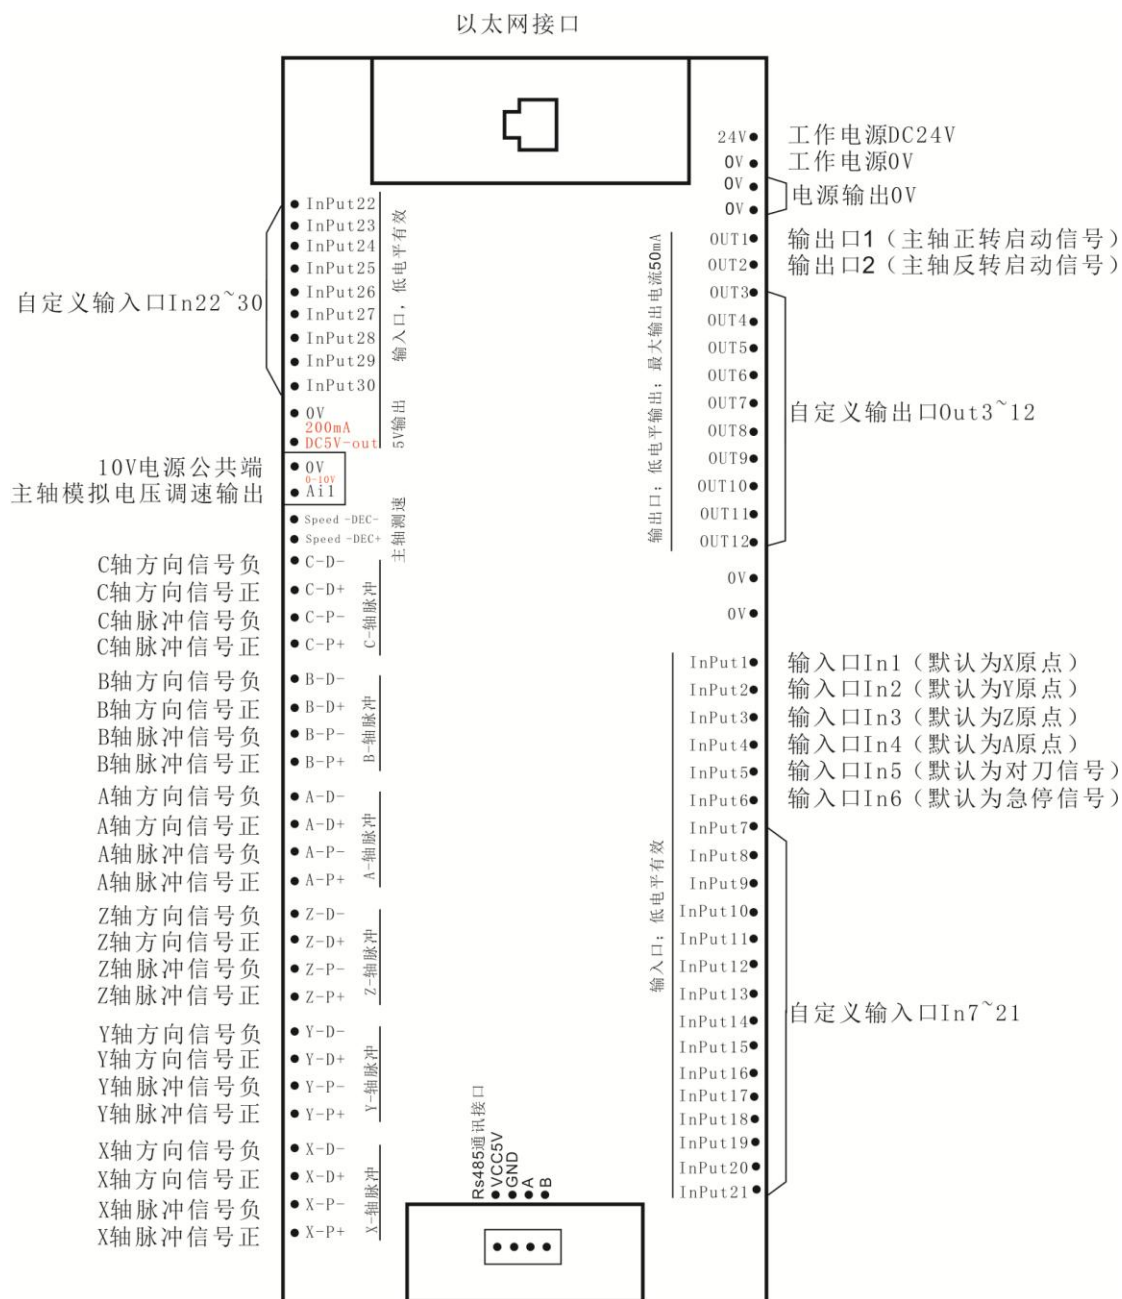 以太网接口
24V
工作电源DC24V
0V
工作电源0V
0V
0V
电源输出0V
OUT1
输出口1（主轴正转启动信号）
OUT2
输出口2（主轴反转启动信号）
OUT3
OUT4
OUT5
OUT6
OUT7
OUT8
OUT9
OUT10
OUT11
OUT12
自定义输出口Out3~12
输出口；低电平输出；最大输出电流50mA
0V
0V
InPut1
输入口In1（默认为X原点）
InPut2
输入口In2（默认为Y原点）
InPut3
输入口In3（默认为Z原点）
InPut4
输入口In4（默认为A原点）
InPut5
输入口In5（默认为对刀信号）
InPut6
输入口In6（默认为急停信号）
InPut7
InPut8
InPut9
InPut10
InPut11
InPut12
InPut13
InPut14
InPut15
InPut16
InPut17
InPut18
InPut19
InPut20
InPut21
自定义输入口In7~21
输入口；低电平有效
InPut22
InPut23
InPut24
InPut25
InPut26
InPut27
InPut28
InPut29
InPut30
自定义输入口In22~30
输入口，低电平有效
0V
200mA
DC5V-out
5V输出
10V电源公共端
0V
0-10V
主轴模拟电压调速输出
Ai1
Speed -DEC-
Speed -DEC+
主轴测速
C轴方向信号负
C-D-
C轴方向信号正
C-D+
C轴脉冲信号负
C-P-
C轴脉冲信号正
C-P+
C-轴脉冲
B轴方向信号负
B-D-
B轴方向信号正
B-D+
B轴脉冲信号负
B-P-
B轴脉冲信号正
B-P+
B-轴脉冲
A轴方向信号负
A-D-
A轴方向信号正
A-D+
A轴脉冲信号负
A-P-
A轴脉冲信号正
A-P+
A-轴脉冲
Z轴方向信号负
Z-D-
Z轴方向信号正
Z-D+
Z轴脉冲信号负
Z-P-
Z轴脉冲信号正
Z-P+
Z-轴脉冲
Y轴方向信号负
Y-D-
Y轴方向信号正
Y-D+
Y轴脉冲信号负
Y-P-
Y轴脉冲信号正
Y-P+
Y-轴脉冲
X轴方向信号负
X-D-
X轴方向信号正
X-D+
X轴脉冲信号负
X-P-
X轴脉冲信号正
X-P+
X-轴脉冲
Rs485通讯接口
VCC5V
GND
A
B